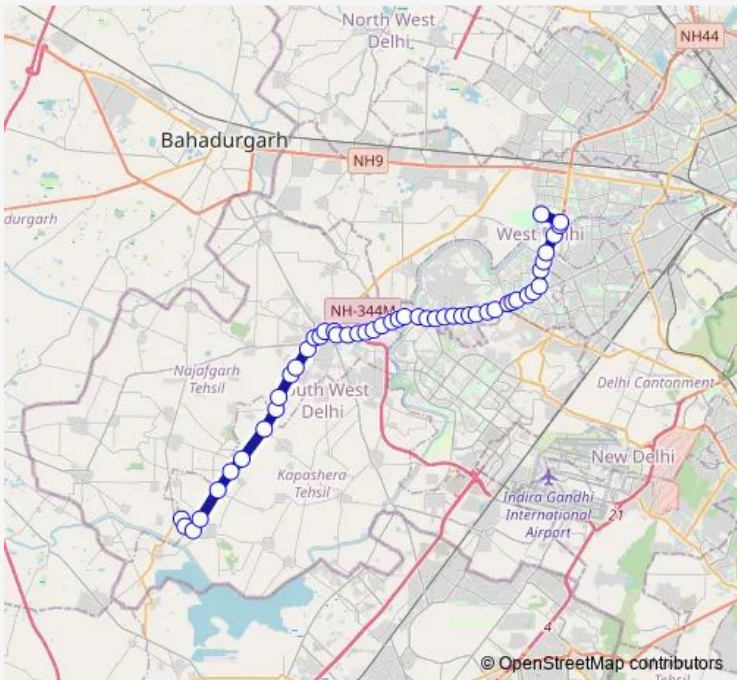 North West
Delhi
NH44
Bahadurgarh
NH9
durgarh
West Delhi
NH-344M
Najafgarh
Tehsil
South West
Delhi
Delhi Cantonment
New Delhi
Kapashera
Tehsil
Indira Gandhi
International
Airport
21
4
© OpenStreetMap contributors
Tehsil